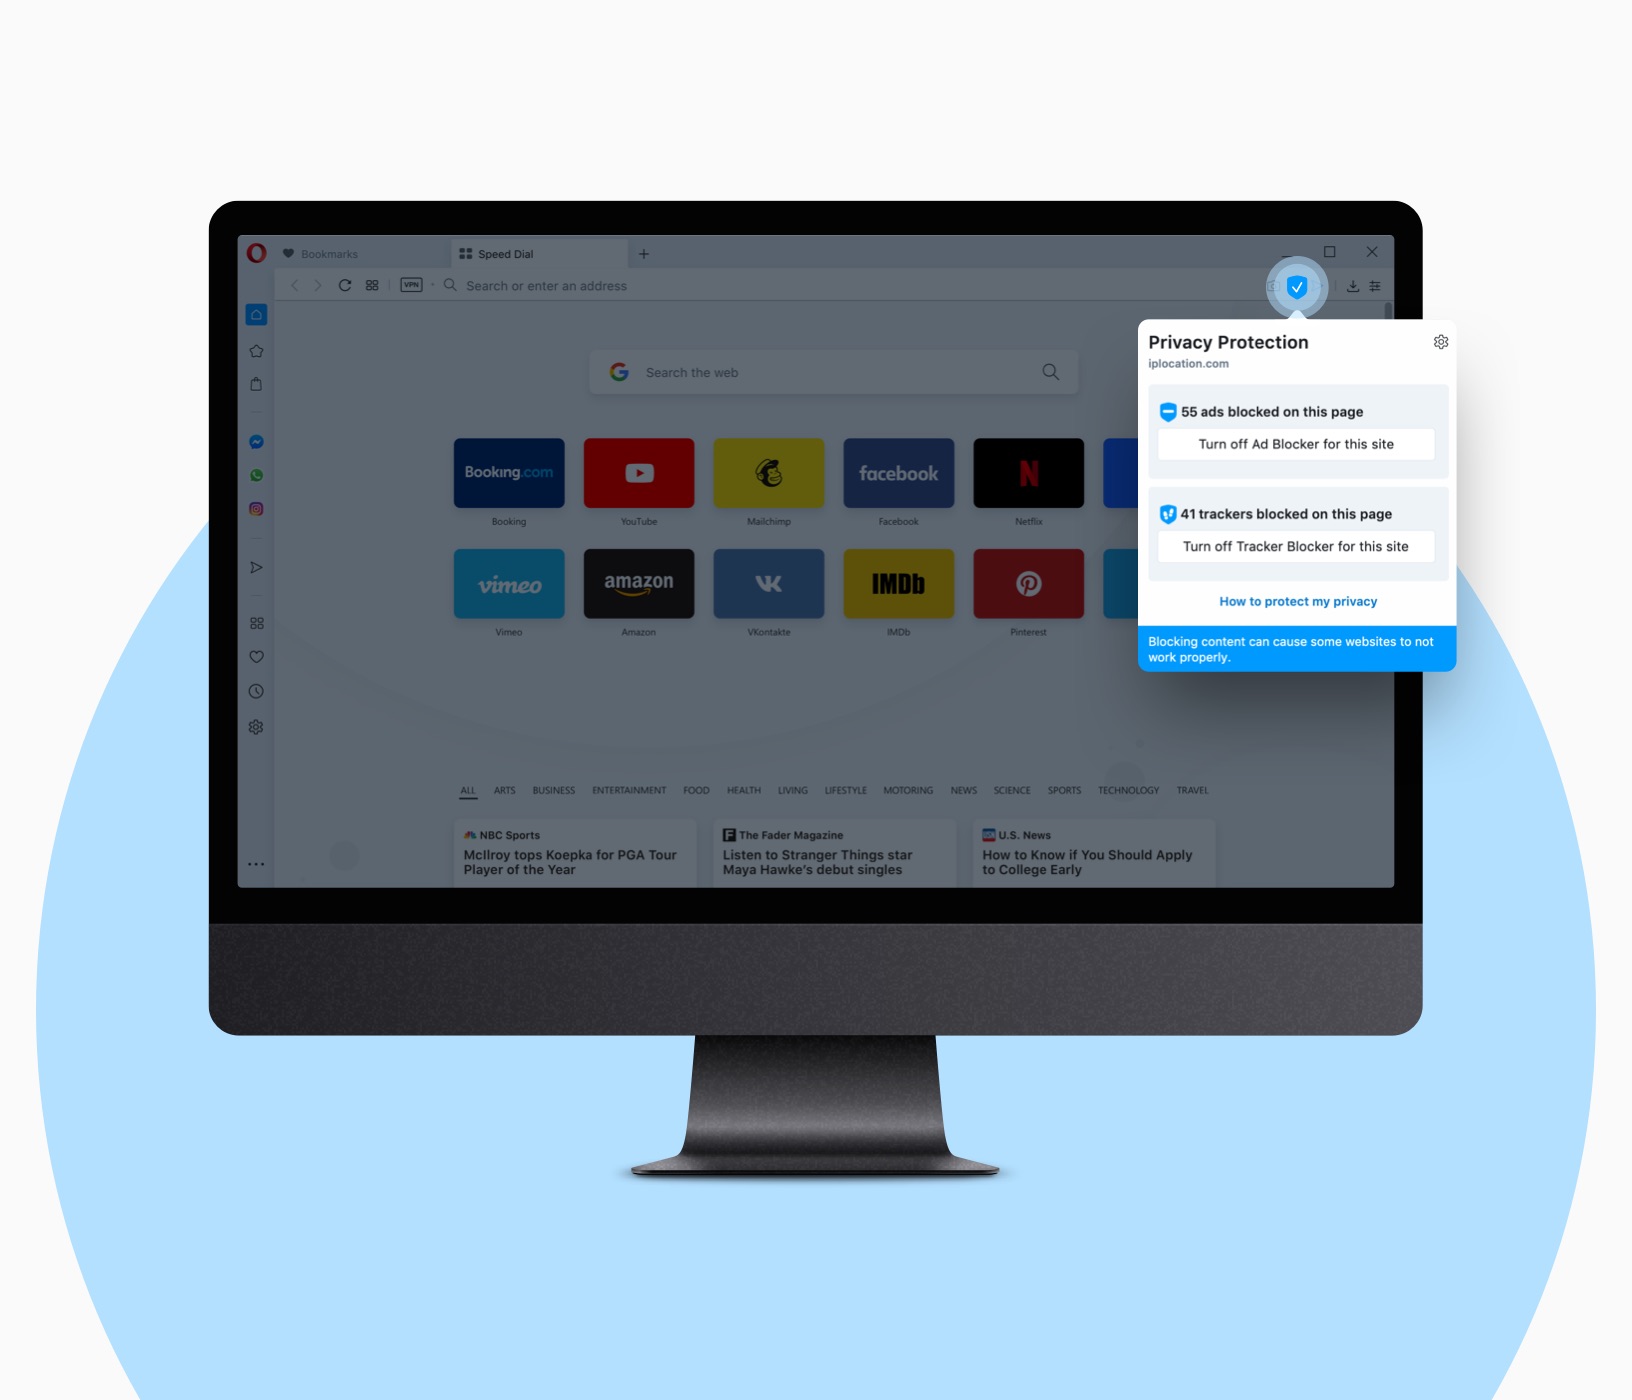 Bookmarks
Speed Dial
VPN
Search or enter an address
Privacy Protection
iplocation.com
55 ads blocked on this page
Turn off Ad Blocker for this site
41 trackers blocked on this page
Turn off Tracker Blocker for this site
How to protect my privacy
Blocking content can cause some websites to not
work properly.
Search the web
Booking.com
facebook
N
Booking
YouTube
Mailchimp
Facebook
Netflix
vimeo
amazon
IMDb
Vimeo
Amazon
VKontakte
IMDb
Pinterest
ALL ARTS BUSINESS ENTERTAINMENT FOOD HEALTH LIVING LIFESTYLE MOTORING NEWS SCIENCE SPORTS TECHNOLOGY TRAVEL
NBC Sports
McIlroy tops Koepka for PGA Tour
Player of the Year
The Fader Magazine
Listen to Stranger Things star
Maya Hawke's debut singles
U.S. News
How to Know if You Should Apply
to College Early